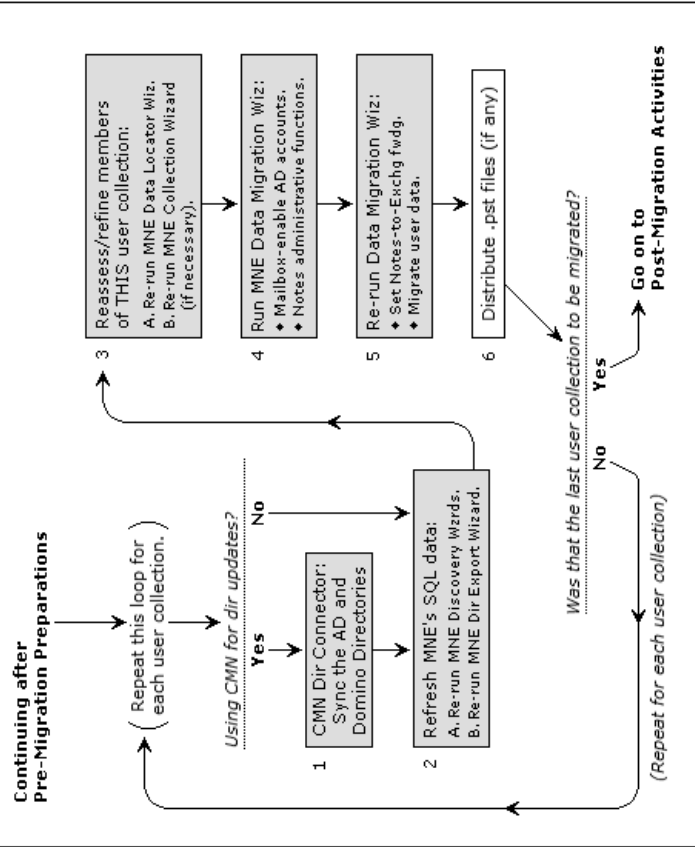 Continuing after
Pre-Migration Preparations
( Repeat this loop for
each user collection. )
Using CMN for dir updates?
Yes
No
1
CMN Dir Connector:
Sync the AD and
Domino Directories
2
Refresh MNE's SQL data:
A. Re-run MNE Discovery Wzrds.
B. Re-run MNE Dir Export Wizard.
3
Reassess/refine members
of THIS user collection:
A. Re-run MNE Data Locator Wiz.
B. Re-run MNE Collection Wizard
(if necessary).
4
Run MNE Data Migration Wiz:
♦ Mailbox-enable AD accounts.
♦ Notes administrative functions.
5
Re-run Data Migration Wiz:
♦ Set Notes-to-Exchg fwdg.
♦ Migrate user data.
6
Distribute .pst files (if any)
Was that the last user collection to be migrated?
No
Yes
(Repeat for each user collection)
Go on to
Post-Migration Activities